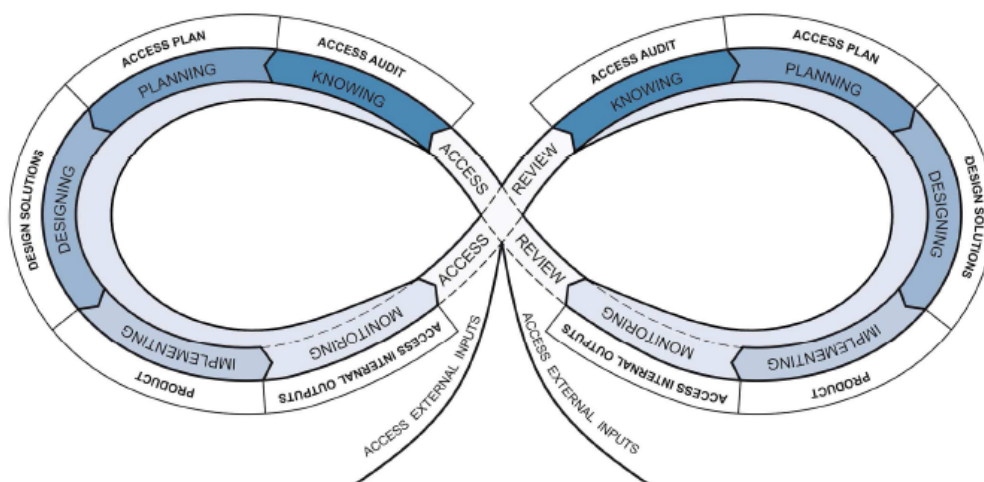 ACCESS PLAN
ACCESS AUDIT
PLANNING
KNOWING
DESIGN SOLUTIONS
DESIGNING
IMPLEMENTING
PRODUCT
MONITORING
ACCESS INTERNAL OUTPUTS
ACCESS REVIEW
ACCESS REVIEW
ACCESS EXTERNAL INPUTS
ACCESS EXTERNAL INPUTS
ACCESS AUDIT
ACCESS PLAN
KNOWING
PLANNING
DESIGNING
DESIGN SOLUTIONS
IMPLEMENTING
PRODUCT
MONITORING
ACCESS INTERNAL OUTPUTS